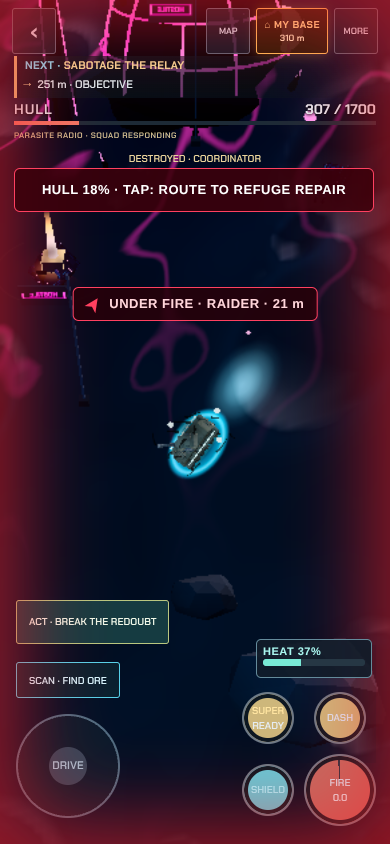 ‹
MAP
⌂ MY BASE
310 m
MORE
NEXT · SABOTAGE THE RELAY
→ 251 m · OBJECTIVE
HULL
307 / 1700
PARASITE RADIO · SQUAD RESPONDING
DESTROYED · COORDINATOR
HULL 18% · TAP: ROUTE TO REFUGE REPAIR
UNDER FIRE · RAIDER · 21 m
ACT · BREAK THE REDOUBT
HEAT 37%
SCAN · FIND ORE
SUPER
READY
DASH
DRIVE
SHIELD
FIRE
0.0